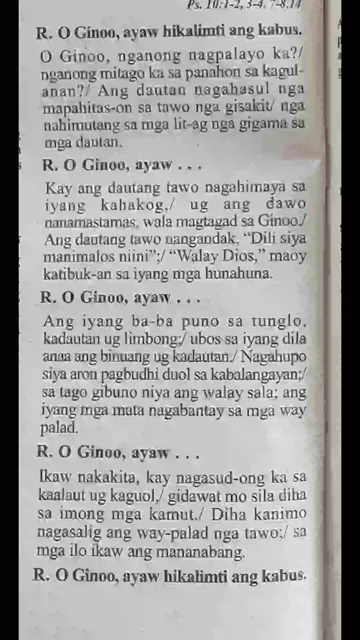 Ps. 10:1-2, 3-4, 7-8,14
R. O Ginoo, ayaw hikalimti ang kabus.
O Ginoo, nganong nagpalayo ka?/
nganong mitago ka sa panahon sa kagul-
anan?/ Ang dautan nagahasul nga
mapahitas-on sa tawo nga gisakit/ nga
nahimutang sa mga lit-ag nga gigama sa
mga dautan.
R. O Ginoo, ayaw . . .
Kay ang dautang tawo nagahimaya sa
iyang kahakog,/ ug ang dawo
nanamastamas, wala magtagad sa Ginoo./
Ang dautang tawo nangandak, “Dili siya
manimalos niini”;/ “Walay Dios,” maoy
katibuk-an sa iyang mga hunahuna.
R. O Ginoo, ayaw . . .
Ang iyang ba-ba puno sa tunglo,
kadautan ug limbong;/ ubos sa iyang dila
anaa ang binuang ug kadautan./ Nagahupo
siya aron pagbudhi duol sa kabalangayan;/
sa tago gibuno niya ang walay sala; ang
iyang mga mata nagabantay sa mga way
palad.
R. O Ginoo, ayaw . . .
Ikaw nakakita, kay nagasud-ong ka sa
kaalaut ug kaguol,/ gidawat mo sila diha
sa imong mga kamut./ Diha kanimo
nagasalig ang way-palad nga tawo;/ sa
mga ilo ikaw ang mananabang.
R. O Ginoo, ayaw hikalimti ang kabus.